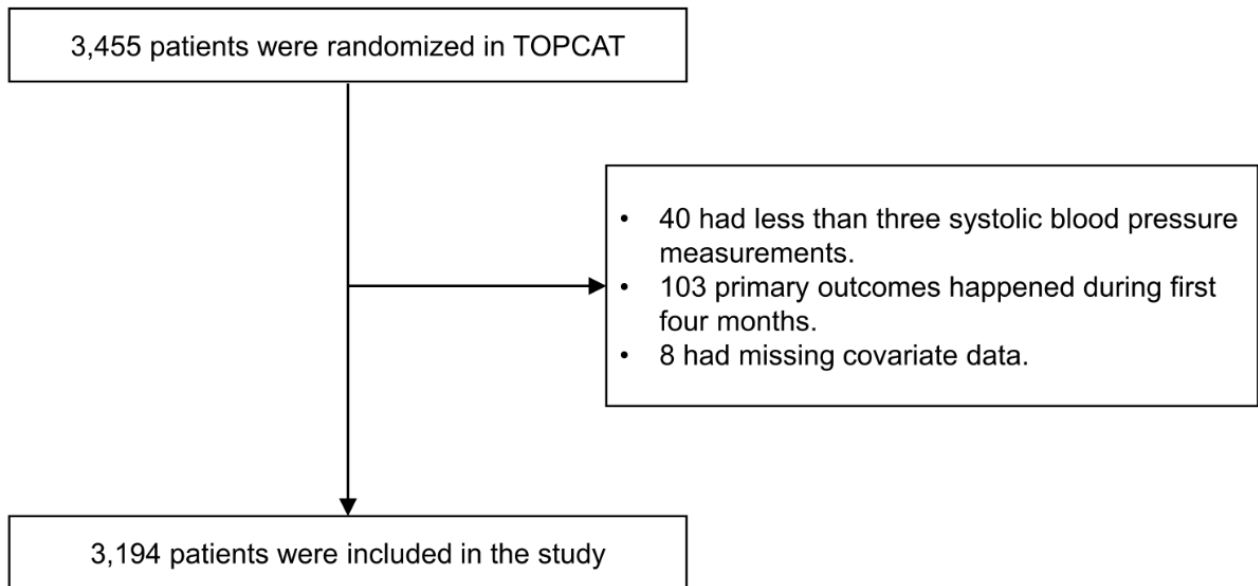 3,455 patients were randomized in TOPCAT
• 40 had less than three systolic blood pressure
measurements.
• 103 primary outcomes happened during first
four months.
• 8 had missing covariate data.
3,194 patients were included in the study